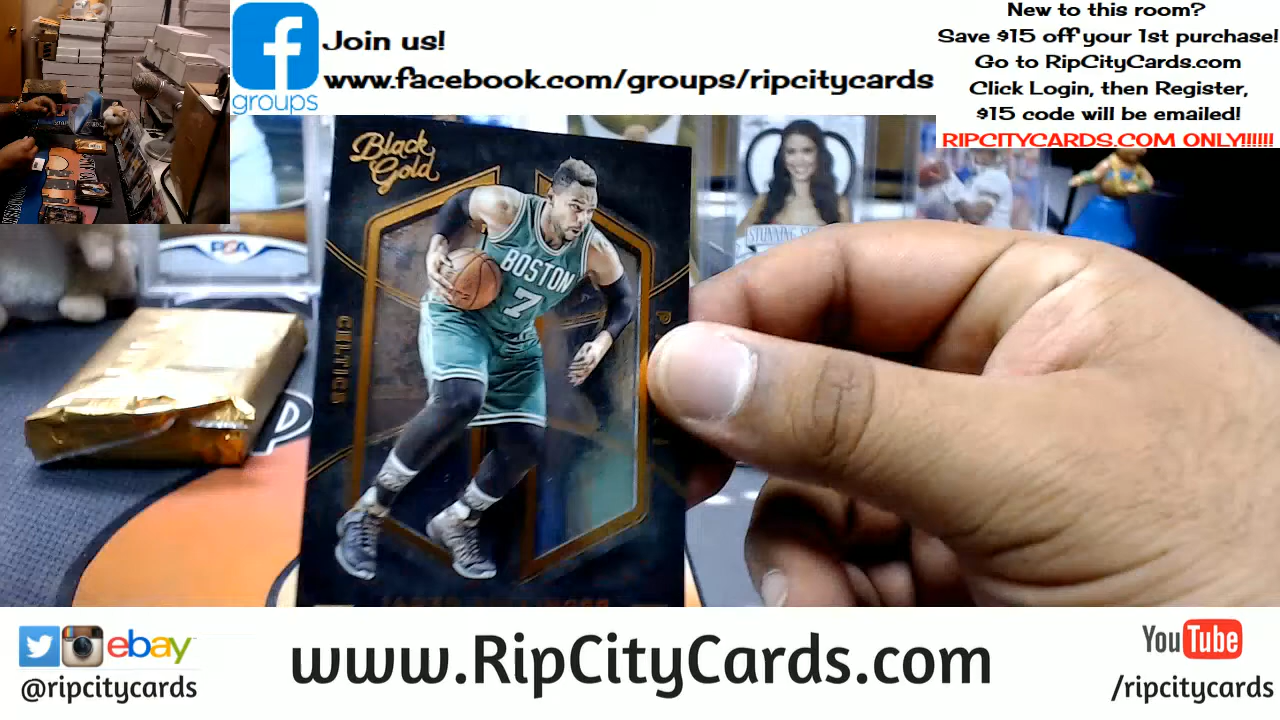 Join us!
www.facebook.com/groups/ripcitycards
groups
New to this room?
Save $15 off your 1st purchase!
Go to RipCityCards.com
Click Login, then Register,
$15 code will be emailed!
RIPCITYCARDS.COM ONLY!!!!!!
Black
Gold
STUNNING
PSA
BOSTON
7
CELTICS
ebay
@ripcitycards
www.RipCityCards.com
YouTube
/ripcitycards